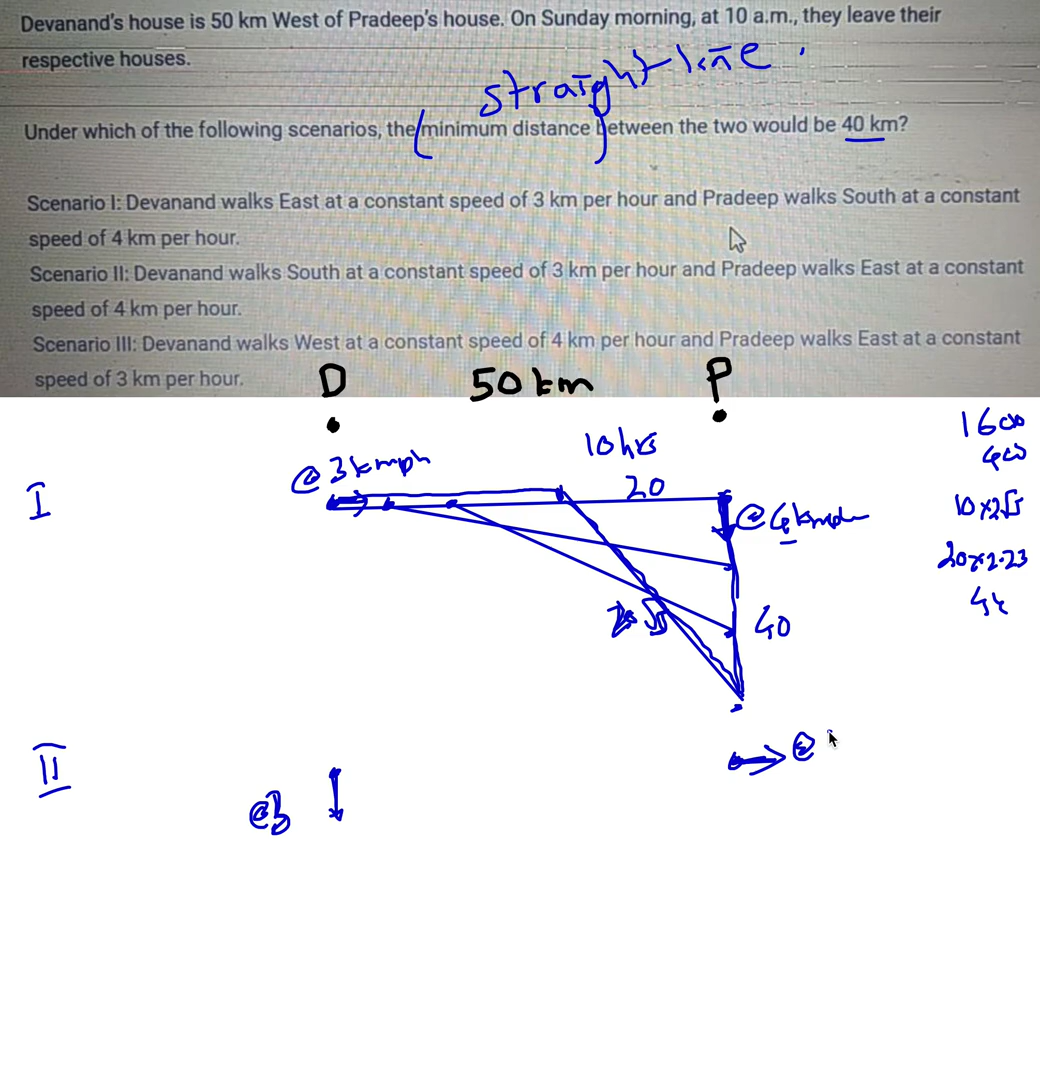 Devanand's house is 50 km West of Pradeep's house. On Sunday morning, at 10 a.m., they leave their
respective houses.
straight line
Under which of the following scenarios, the minimum distance between the two would be 40 km?
Scenario I: Devanand walks East at a constant speed of 3 km per hour and Pradeep walks South at a constant
speed of 4 km per hour.
Scenario II: Devanand walks South at a constant speed of 3 km per hour and Pradeep walks East at a constant
speed of 4 km per hour.
Scenario III: Devanand walks West at a constant speed of 4 km per hour and Pradeep walks East at a constant
speed of 3 km per hour.
D 50 km P
1600
400
10 hrs
@ 3 kmph
20
I
@ 4
40
II
@
@3